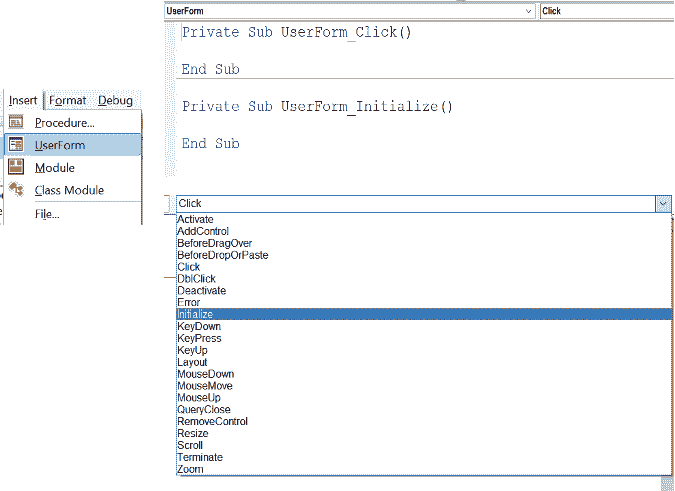 Insert Format Debug
Procedure...
UserForm
Module
Class Module
File...
UserForm Click
Private Sub UserForm_Click()
End Sub
Private Sub UserForm_Initialize()
End Sub
Click
Activate
AddControl
BeforeDragOver
BeforeDropOrPaste
Click
DblClick
Deactivate
Error
Initialize
KeyDown
KeyPress
KeyUp
Layout
MouseDown
MouseMove
MouseUp
QueryClose
RemoveControl
Resize
Scroll
Terminate
Zoom